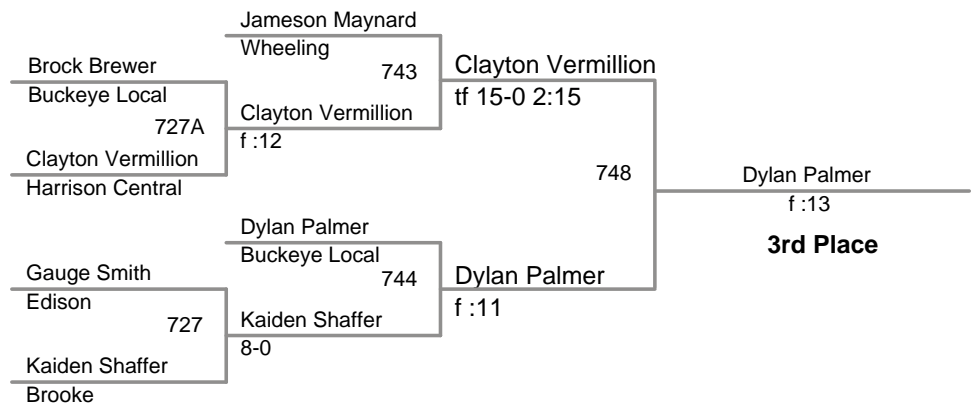 Jameson Maynard
Wheeling
Brock Brewer
743
Clayton Vermillion
Buckeye Local
tf 15-0 2:15
Clayton Vermillion
727A
f :12
Clayton Vermillion
Harrison Central
748
Dylan Palmer
f :13
3rd Place
Dylan Palmer
Buckeye Local
Gauge Smith
744
Dylan Palmer
Edison
f :11
727
Kaiden Shaffer
8-0
Kaiden Shaffer
Brooke